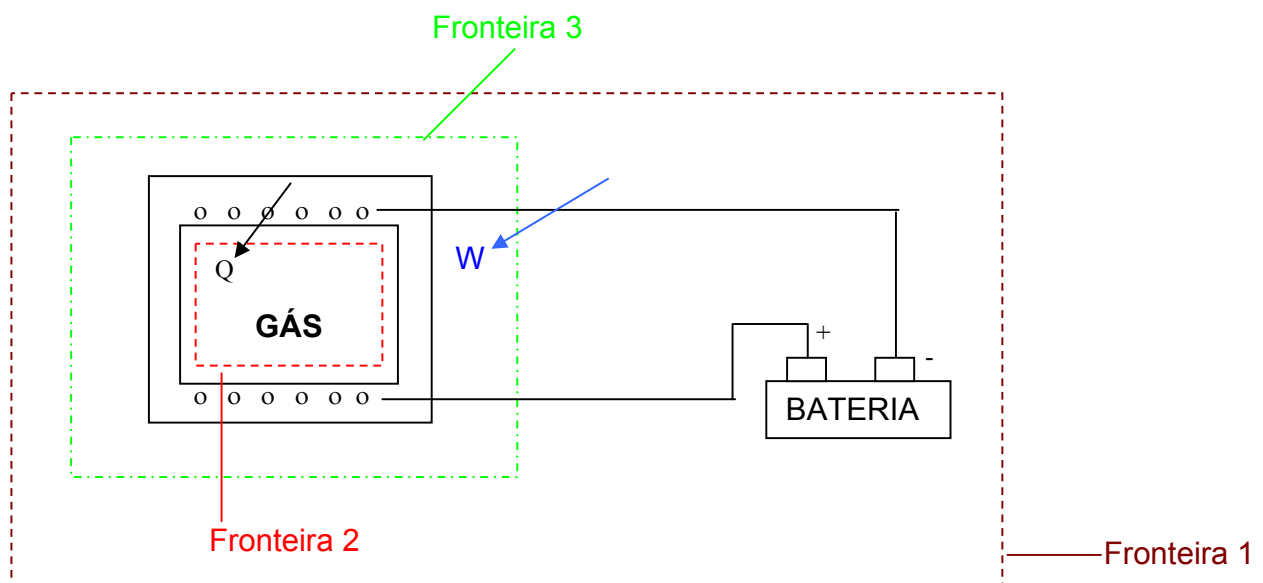 Fronteira 3
o o o o o o
W
Q
GÁS
+
-
o o o o o o
BATERIA
Fronteira 2
Fronteira 1